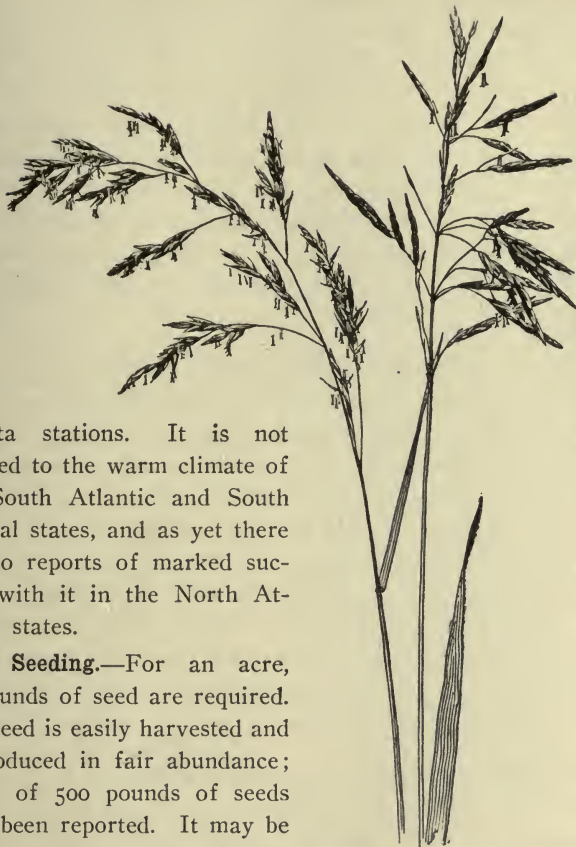 ta stations. It is not
ed to the warm climate of
South Atlantic and South
al states, and as yet there
o reports of marked suc-
with it in the North At-
states.
Seeding.—For an acre,
unds of seed are required.
eed is easily harvested and
oduced in fair abundance;
of 500 pounds of seeds
been reported. It may be